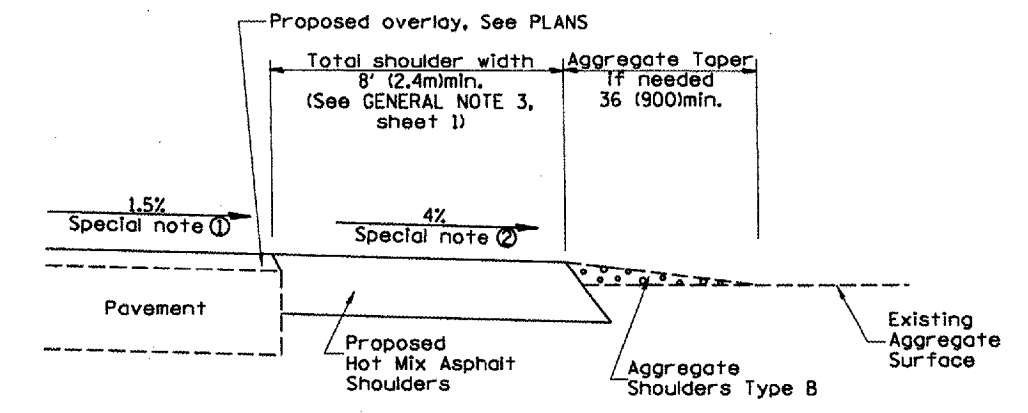 Proposed overlay, See PLANS
Total shoulder width
8' (2.4m)min.
(See GENERAL NOTE 3,
sheet 1)
Aggregate Taper
if needed
36 (900)min.
1.5%
Special note ①
4%
Special note ②
Pavement
Proposed
Hot Mix Asphalt
Shoulders
Aggregate
Shoulders Type B
Existing
Aggregate
Surface